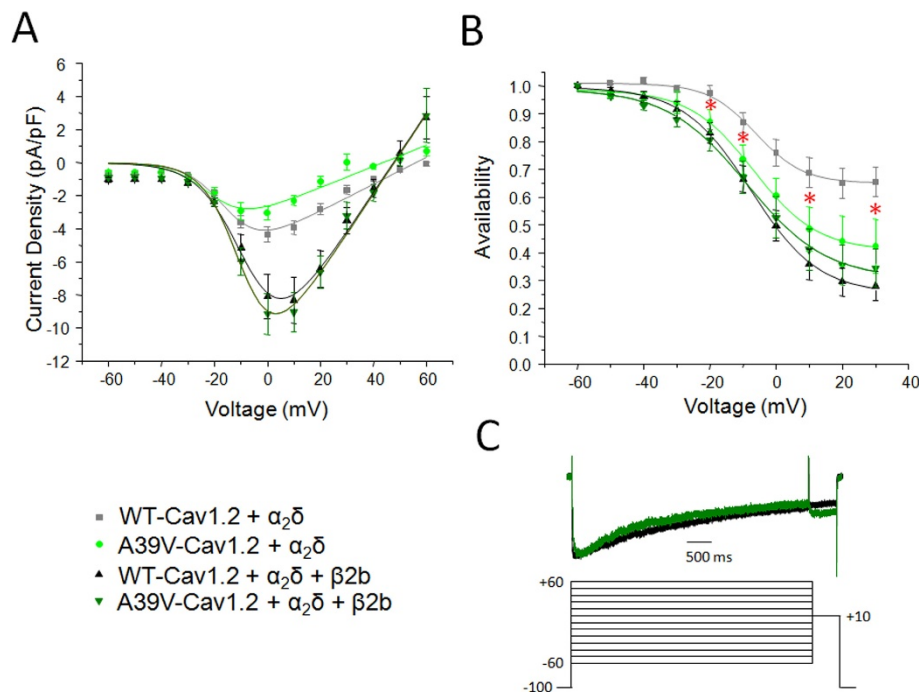 A
Current Density (pA/pF)
6
4
2
0
-2
-4
-6
-8
-10
-12
-60 -40 -20 0 20 40 60
Voltage (mV)
B
Availability
1.0
0.9
0.8
0.7
0.6
0.5
0.4
0.3
0.2
0.1
0.0
* * * *
-60 -40 -20 0 20 40
Voltage (mV)
WT-Cav1.2 + α₂δ
A39V-Cav1.2 + α₂δ
WT-Cav1.2 + α₂δ + β2b
A39V-Cav1.2 + α₂δ + β2b
C
500 ms
+60
+10
-60
-100